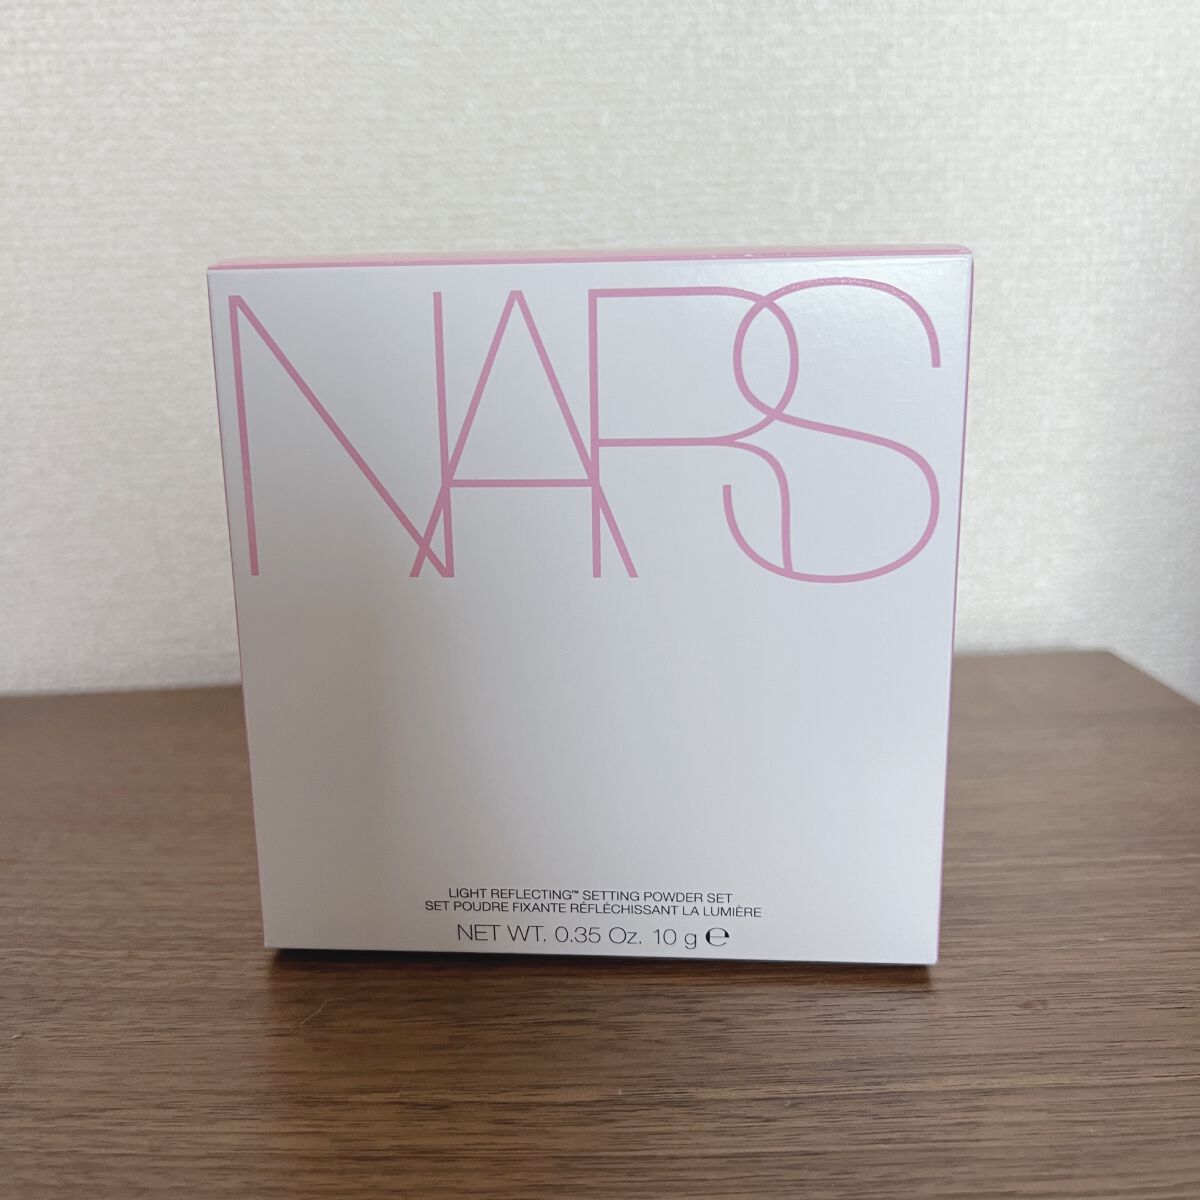 NARS
LIGHT REFLECTING™ SETTING POWDER SET
SET POUDRE FIXANTE RÉFLÉCHISSANT LA LUMIÈRE
NET WT. 0.35 Oz. 10 g ℮